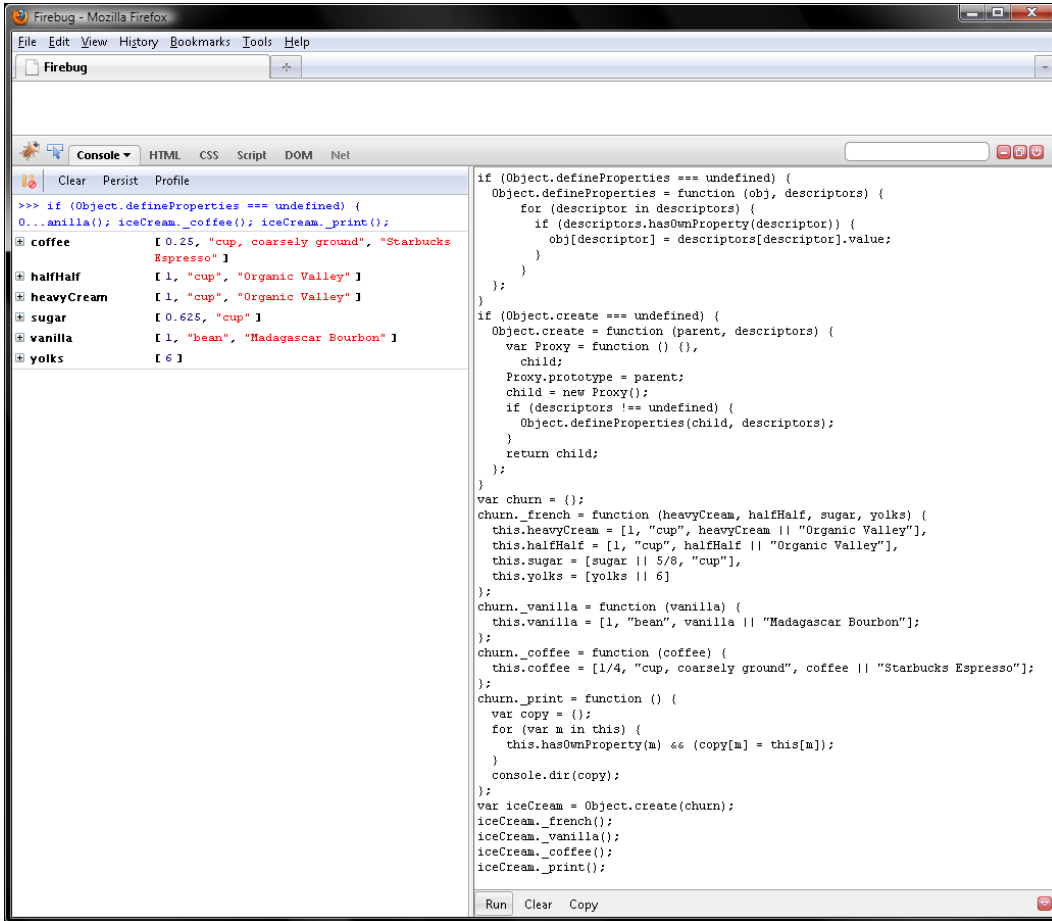 Firebug - Mozilla Firefox
File Edit View History Bookmarks Tools Help
Firebug
Console HTML CSS Script DOM Net
Clear Persist Profile
>>> if (Object.defineProperties === undefined) {
O...anilla(); iceCream._coffee(); iceCream._print();
coffee [ 0.25, "cup, coarsely ground", "Starbucks
Espresso" ]
halfHalf [ 1, "cup", "Organic Valley" ]
heavyCream [ 1, "cup", "Organic Valley" ]
sugar [ 0.625, "cup" ]
vanilla [ 1, "bean", "Madagascar Bourbon" ]
yolks [ 6 ]
if (Object.defineProperties === undefined) {
  Object.defineProperties = function (obj, descriptors) {
      for (descriptor in descriptors) {
        if (descriptors.hasOwnProperty(descriptor)) {
          obj[descriptor] = descriptors[descriptor].value;
        }
      }
  };
}
if (Object.create === undefined) {
  Object.create = function (parent, descriptors) {
    var Proxy = function () {},
      child;
    Proxy.prototype = parent;
    child = new Proxy();
    if (descriptors !== undefined) {
      Object.defineProperties(child, descriptors);
    }
    return child;
  };
}
var churn = {};
churn._french = function (heavyCream, halfHalf, sugar, yolks) {
  this.heavyCream = [1, "cup", heavyCream || "Organic Valley"],
  this.halfHalf = [1, "cup", halfHalf || "Organic Valley"],
  this.sugar = [sugar || 5/8, "cup"],
  this.yolks = [yolks || 6]
};
churn._vanilla = function (vanilla) {
  this.vanilla = [1, "bean", vanilla || "Madagascar Bourbon"];
};
churn._coffee = function (coffee) {
  this.coffee = [1/4, "cup, coarsely ground", coffee || "Starbucks Espresso"];
};
churn._print = function () {
  var copy = {};
  for (var m in this) {
    this.hasOwnProperty(m) && (copy[m] = this[m]);
  }
  console.dir(copy);
};
var iceCream = Object.create(churn);
iceCream._french();
iceCream._vanilla();
iceCream._coffee();
iceCream._print();
Run Clear Copy